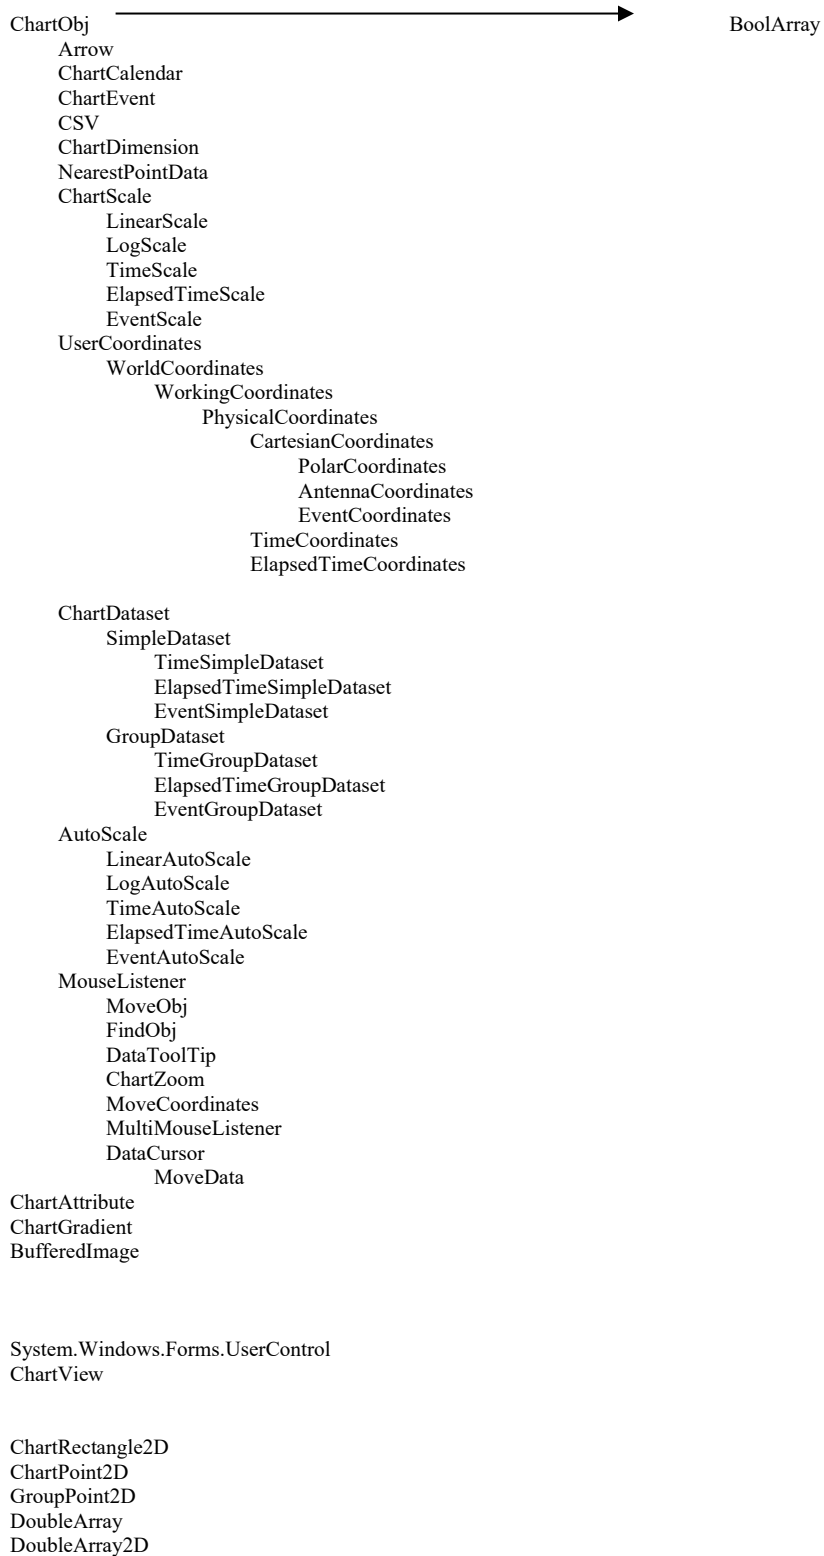 ChartObj BoolArray
Arrow
ChartCalendar
ChartEvent
CSV
ChartDimension
NearestPointData
ChartScale
LinearScale
LogScale
TimeScale
ElapsedTimeScale
EventScale
UserCoordinates
WorldCoordinates
WorkingCoordinates
PhysicalCoordinates
CartesianCoordinates
PolarCoordinates
AntennaCoordinates
EventCoordinates
TimeCoordinates
ElapsedTimeCoordinates
ChartDataset
SimpleDataset
TimeSimpleDataset
ElapsedTimeSimpleDataset
EventSimpleDataset
GroupDataset
TimeGroupDataset
ElapsedTimeGroupDataset
EventGroupDataset
AutoScale
LinearAutoScale
LogAutoScale
TimeAutoScale
ElapsedTimeAutoScale
EventAutoScale
MouseListener
MoveObj
FindObj
DataToolTip
ChartZoom
MoveCoordinates
MultiMouseListener
DataCursor
MoveData
ChartAttribute
ChartGradient
BufferedImage
System.Windows.Forms.UserControl
ChartView
ChartRectangle2D
ChartPoint2D
GroupPoint2D
DoubleArray
DoubleArray2D